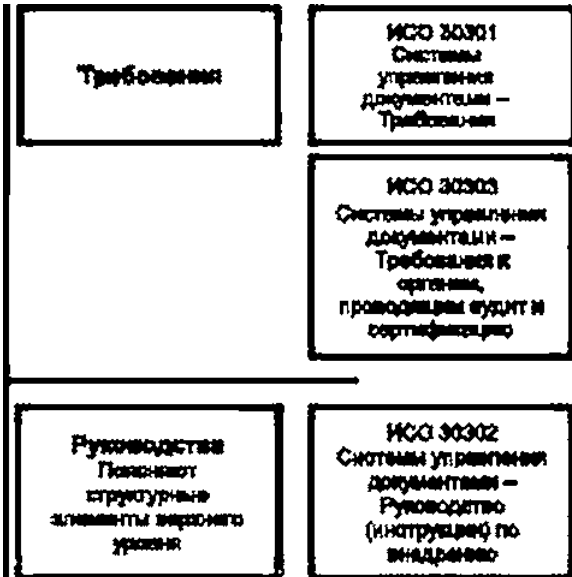 Требования
ИСО 30301
Системы
управления
документами –
Требования
ИСО 30303
Системы управления
документами –
Требования к
органам,
проводящим аудит и
сертификацию
Руководства
Поясняют
структурные
элементы верхнего
уровня
ИСО 30302
Системы управления
документами –
Руководство
(инструкция) по
внедрению